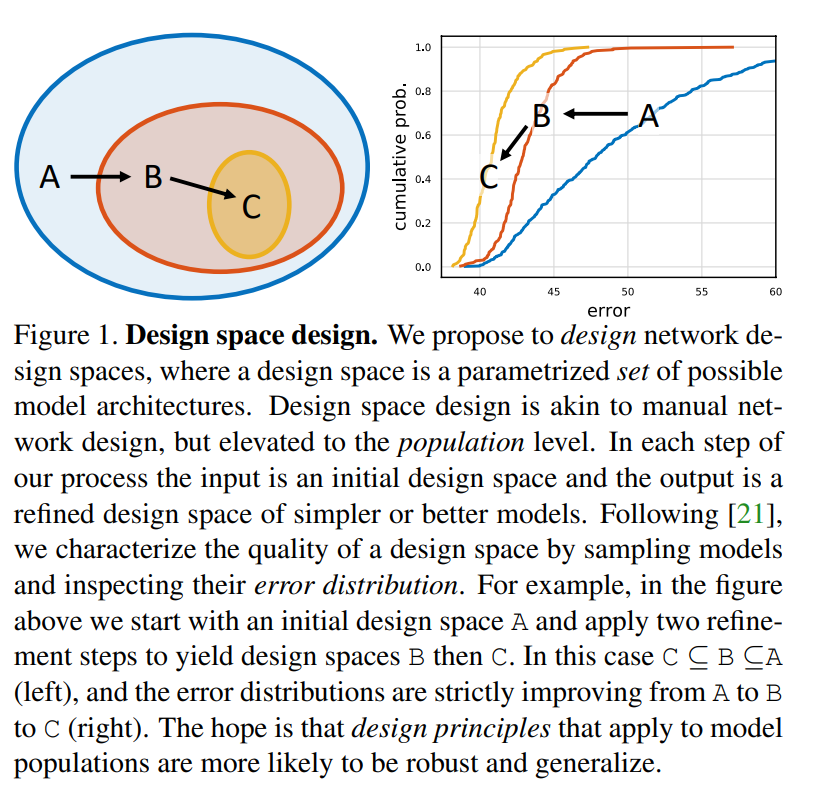 A
B
C
cumulative prob.
1.0
0.8
0.6
0.4
0.2
0.0
B
A
C
40
45
50
55
60
error
Figure 1. Design space design. We propose to design network de-
sign spaces, where a design space is a parametrized set of possible
model architectures. Design space design is akin to manual net-
work design, but elevated to the population level. In each step of
our process the input is an initial design space and the output is a
refined design space of simpler or better models. Following [21],
we characterize the quality of a design space by sampling models
and inspecting their error distribution. For example, in the figure
above we start with an initial design space A and apply two refine-
ment steps to yield design spaces B then C. In this case C ⊆ B ⊆A
(left), and the error distributions are strictly improving from A to B
to C (right). The hope is that design principles that apply to model
populations are more likely to be robust and generalize.